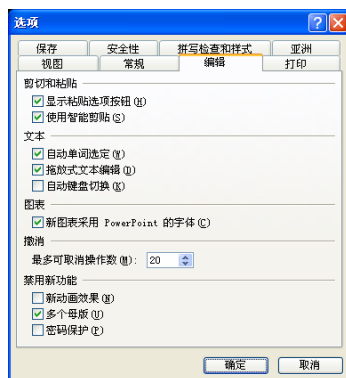 选项
保存 安全性 拼写检查和样式 亚洲
视图 常规 编辑 打印
剪切和粘贴
显示粘贴选项按钮(H)
使用智能剪贴(S)
文本
自动单词选定(W)
拖放式文本编辑(D)
自动键盘切换(K)
图表
新图表采用 PowerPoint 的字体(C)
撤消
最多可取消操作数(M): 20
禁用新功能
新动画效果(N)
多个母版(U)
密码保护(P)
确定 取消